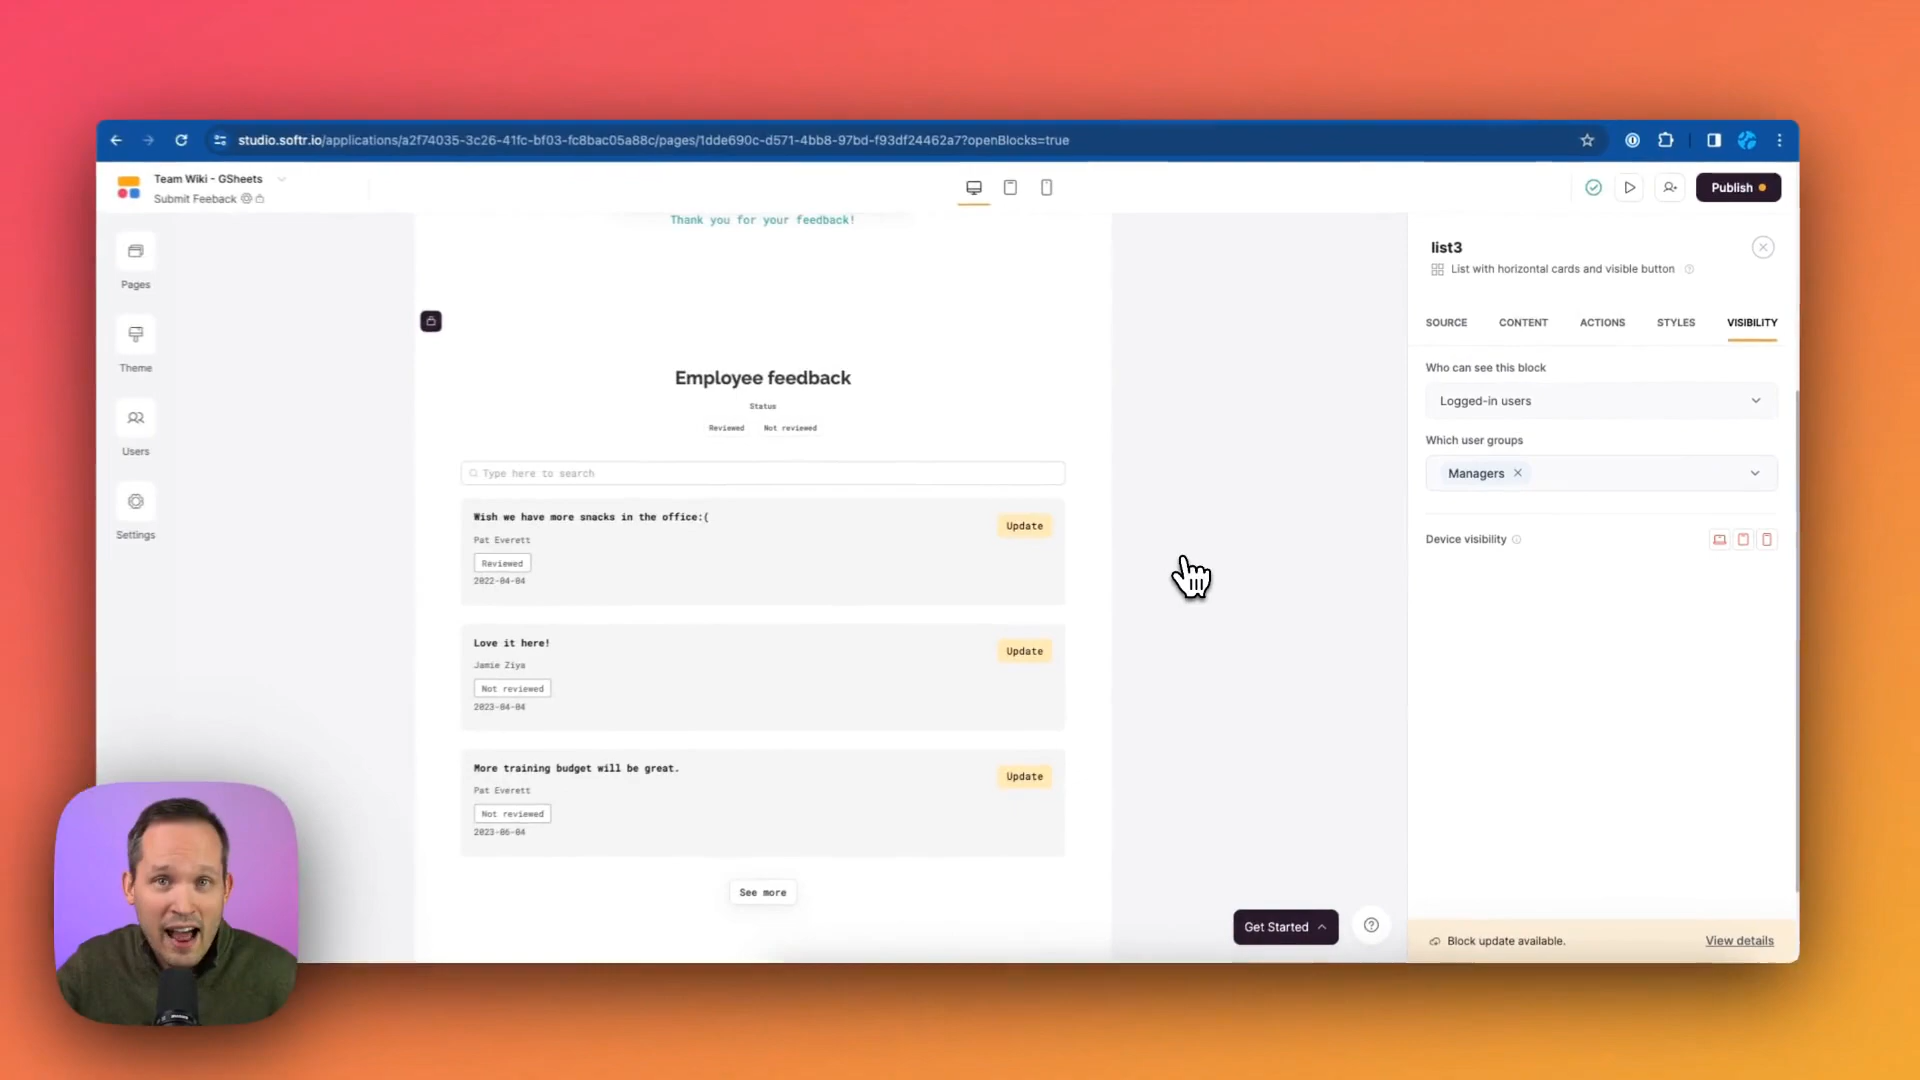 studio.softr.io/applications/a2f74035-3c26-41fc-bf03-fc8bac05a88c/pages/1dde690c-d571-4bb8-97bd-f93df24462a7?openBlocks=true
Team Wiki - GSheets
Submit Feeback
Publish
Pages
Theme
Users
Settings
Thank you for your feedback!
Employee feedback
Status
Reviewed Not reviewed
Type here to search
Wish we have more snacks in the office:(
Pat Everett
Reviewed
2022-04-04
Update
Love it here!
Jamie Ziya
Not reviewed
2023-04-04
Update
More training budget will be great.
Pat Everett
Not reviewed
2023-06-04
Update
See more
Get Started
list3
List with horizontal cards and visible button
SOURCE CONTENT ACTIONS STYLES VISIBILITY
Who can see this block
Logged-in users
Which user groups
Managers
Device visibility
Block update available.
View details